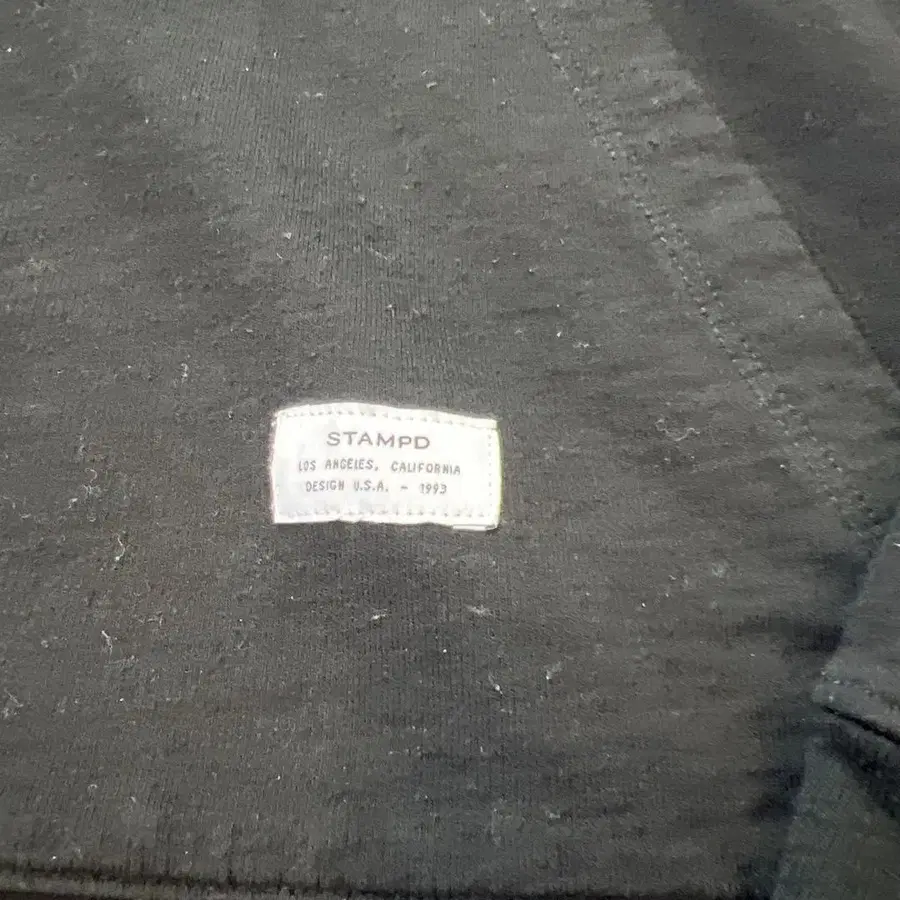 STAMPD
LOS ANGELES, CALIFORNIA
DESIGN U.S.A. - 1993